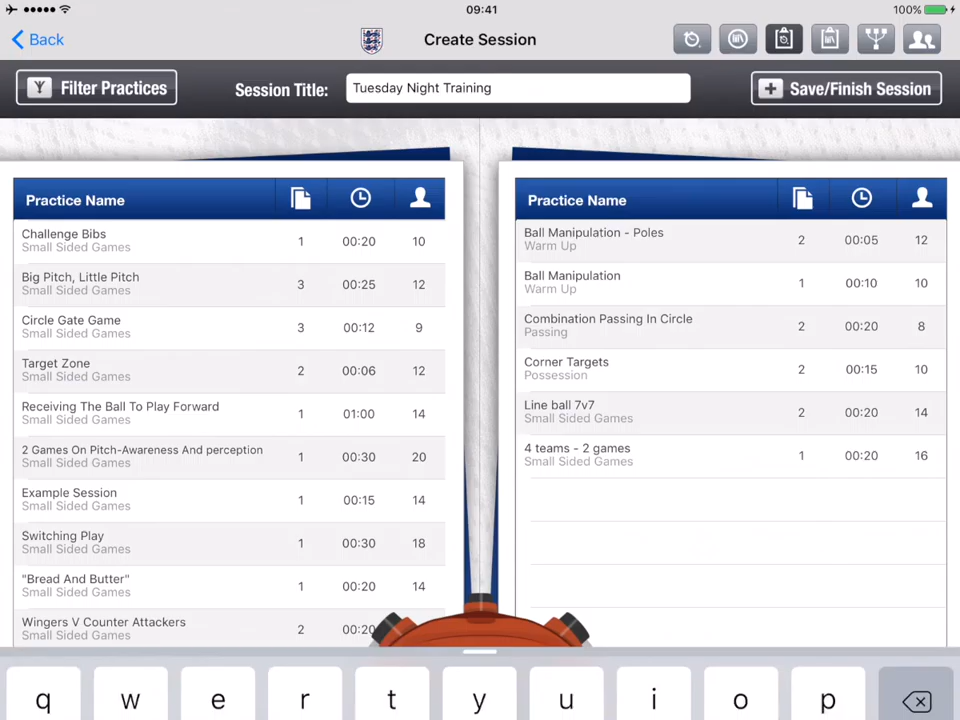 09:41
100%
Back
Create Session
Filter Practices
Session Title:
Tuesday Night Training
Save/Finish Session
Practice Name
Challenge Bibs
Small Sided Games
1 00:20 10
Big Pitch, Little Pitch
Small Sided Games
3 00:25 12
Circle Gate Game
Small Sided Games
3 00:12 9
Target Zone
Small Sided Games
2 00:06 12
Receiving The Ball To Play Forward
Small Sided Games
1 01:00 14
2 Games On Pitch-Awareness And perception
Small Sided Games
1 00:30 20
Example Session
Small Sided Games
1 00:15 14
Switching Play
Small Sided Games
1 00:30 18
"Bread And Butter"
Small Sided Games
1 00:20 14
Wingers V Counter Attackers
Small Sided Games
2 00:20
Practice Name
Ball Manipulation - Poles
Warm Up
2 00:05 12
Ball Manipulation
Warm Up
1 00:10 10
Combination Passing In Circle
Passing
2 00:20 8
Corner Targets
Possession
2 00:15 10
Line ball 7v7
Small Sided Games
2 00:20 14
4 teams - 2 games
Small Sided Games
1 00:20 16
q w e r t y u i o p